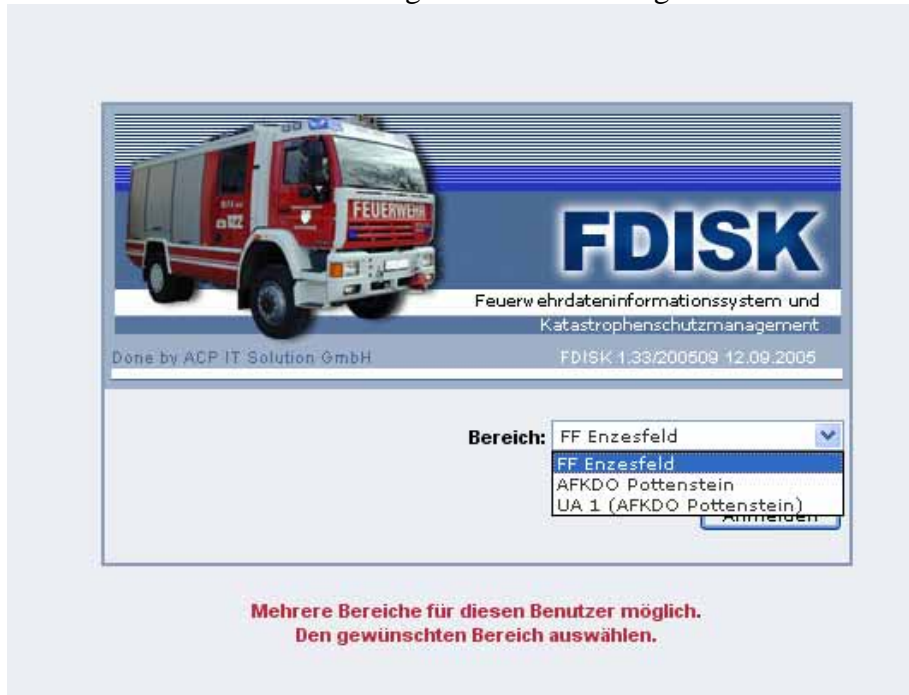 FEUERWEHR
122
FDISK
Feuerwehrdateninformationssystem und
Katastrophenschutzmanagement
Done by ACP IT Solution GmbH
FDISK 1.33/200509 12.09.2005
Bereich: FF Enzesfeld
FF Enzesfeld
AFKDO Pottenstein
UA 1 (AFKDO Pottenstein)
Anmelden
Mehrere Bereiche für diesen Benutzer möglich.
Den gewünschten Bereich auswählen.